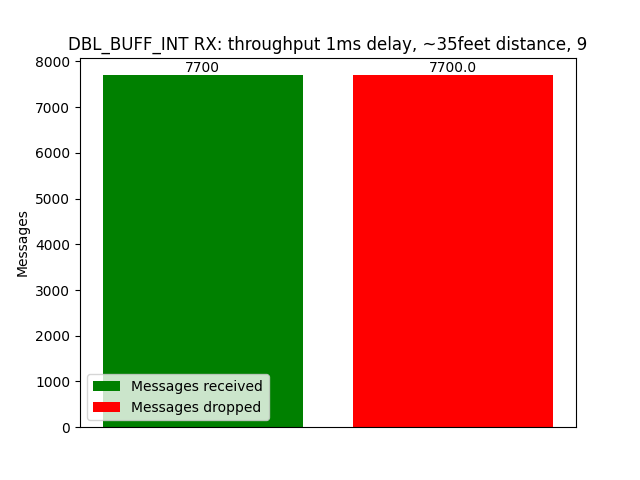 DBL_BUFF_INT RX: throughput 1ms delay, ~35feet distance, 9
7700
7700.0
8000
7000
6000
5000
4000
3000
2000
1000
0
Messages
Messages received
Messages dropped